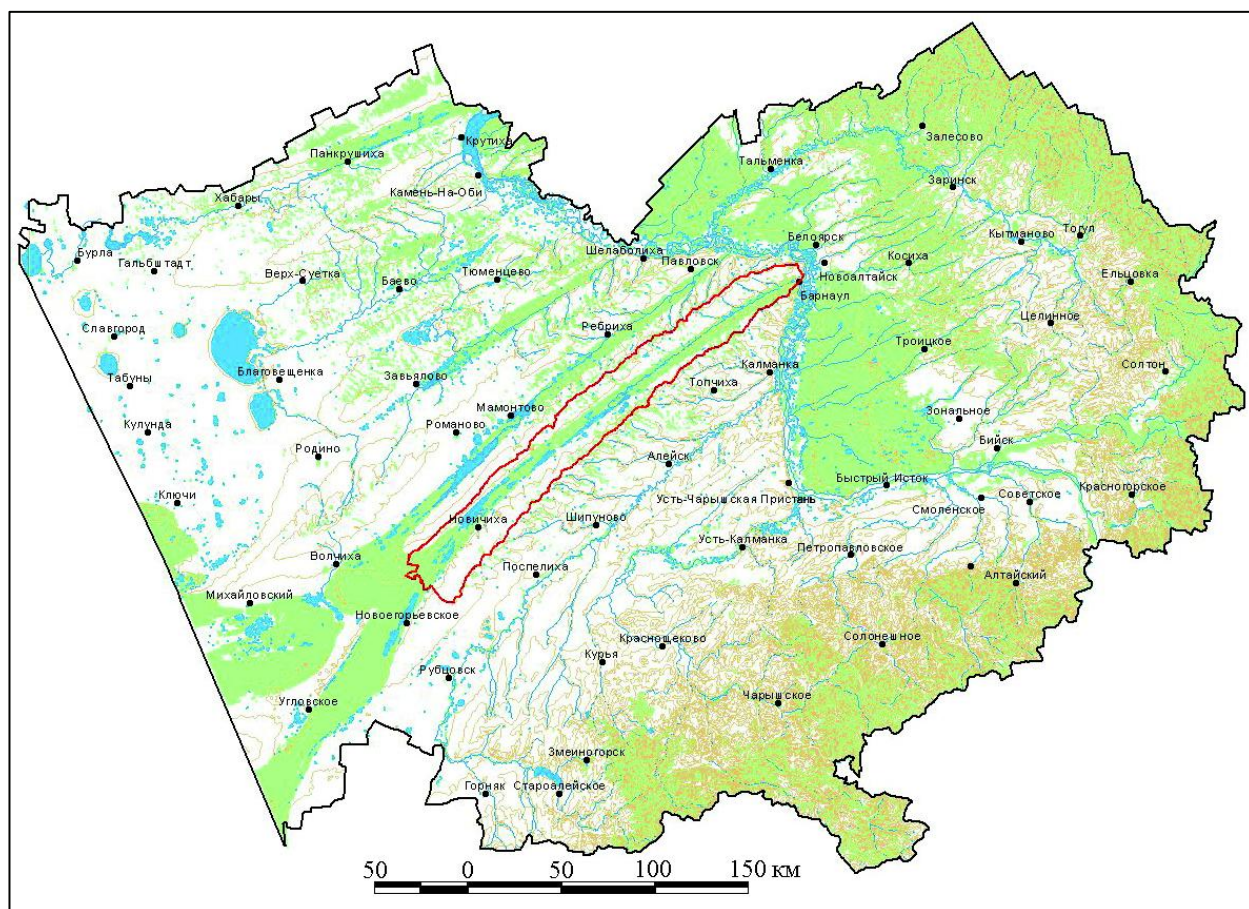 Залесово
Крутиха
Панкрушиха
Тальменка
Камень-На-Оби
Заринск
Хабары
Тогул
Кытманово
Белоярск
Шелаболиха
Бурла
Гальбштадт
Павловск
Косиха
Верх-Суетка
Баево
Тюменцево
Новоалтайск
Ельцовка
Барнаул
Целинное
Славгород
Ребриха
Троицкое
Солтон
Калманка
Благовещенка
Завьялово
Табуны
Топчиха
Мамонтово
Зональное
Кулунда
Романово
Бийск
Родино
Алейск
Быстрый Исток
Красногорское
Ключи
Усть-Чарышская Пристань
Советское
Смоленское
Новичиха
Шипуново
Усть-Калманка
Петропавловское
Волчиха
Поспелиха
Алтайский
Михайловский
Новоегорьевское
Краснощеково
Солонешное
Курья
Рубцовск
Угловское
Чарышское
Змеиногорск
Горняк
Староалейское
50 0 50 100 150 км